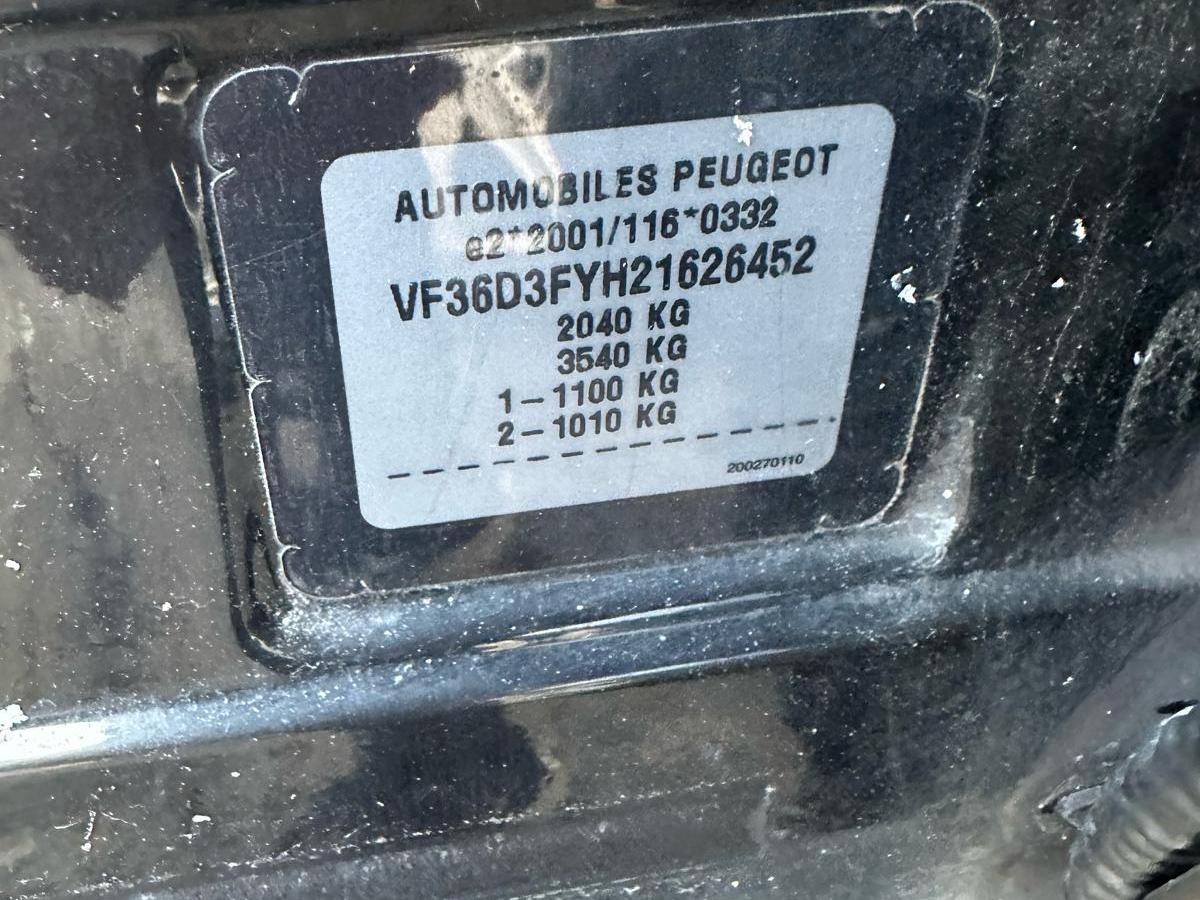 AUTOMOBILES PEUGEOT
e2*2001/116*0332
VF36D3FYH21626452
2040 KG
3540 KG
1-1100 KG
2-1010 KG
200270110